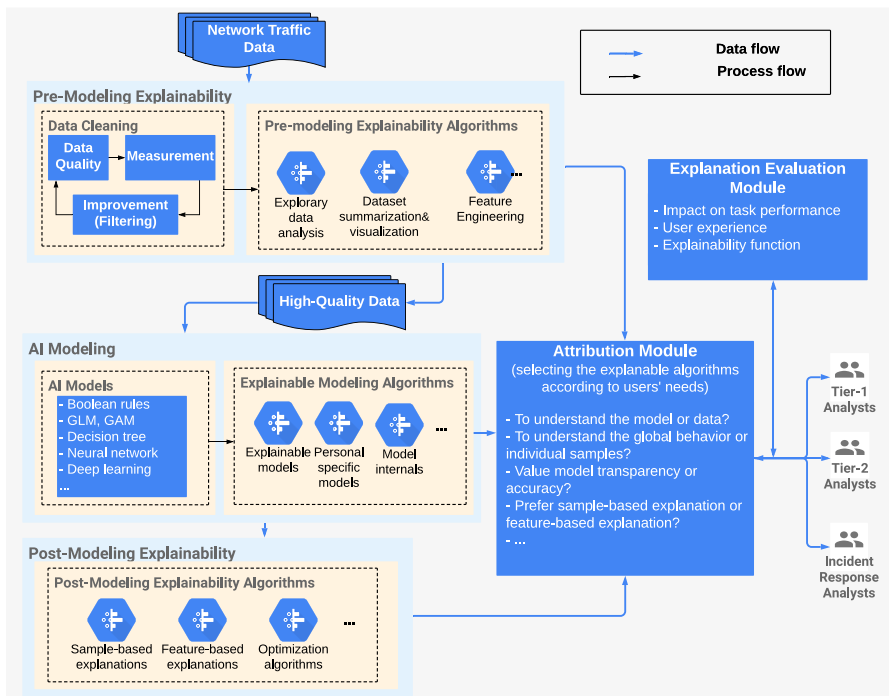 Network Traffic
Data
Data flow
Process flow
Pre-Modeling Explainability
Data Cleaning
Data
Quality
Measurement
Improvement
(Filtering)
Pre-modeling Explainability Algorithms
Explorary
data
analysis
Dataset
summarization&
visualization
Feature
Engineering
...
Explanation Evaluation
Module
- Impact on task performance
- User experience
- Explainability function
High-Quality Data
AI Modeling
AI Models
- Boolean rules
- GLM, GAM
- Decision tree
- Neural network
- Deep learning
...
Explainable Modeling Algorithms
Explainable
models
Personal
specific
models
Model
internals
...
Attribution Module
(selecting the explanable algorithms
according to users' needs)
- To understand the model or data?
- To understand the global behavior or
individual samples?
- Value model transparency or
accuracy?
- Prefer sample-based explanation or
feature-based explanation?
- ...
Tier-1
Analysts
Tier-2
Analysts
Incident
Response
Analysts
Post-Modeling Explainability
Post-Modeling Explainability Algorithms
Sample-based
explanations
Feature-based
explanations
Optimization
algorithms
...